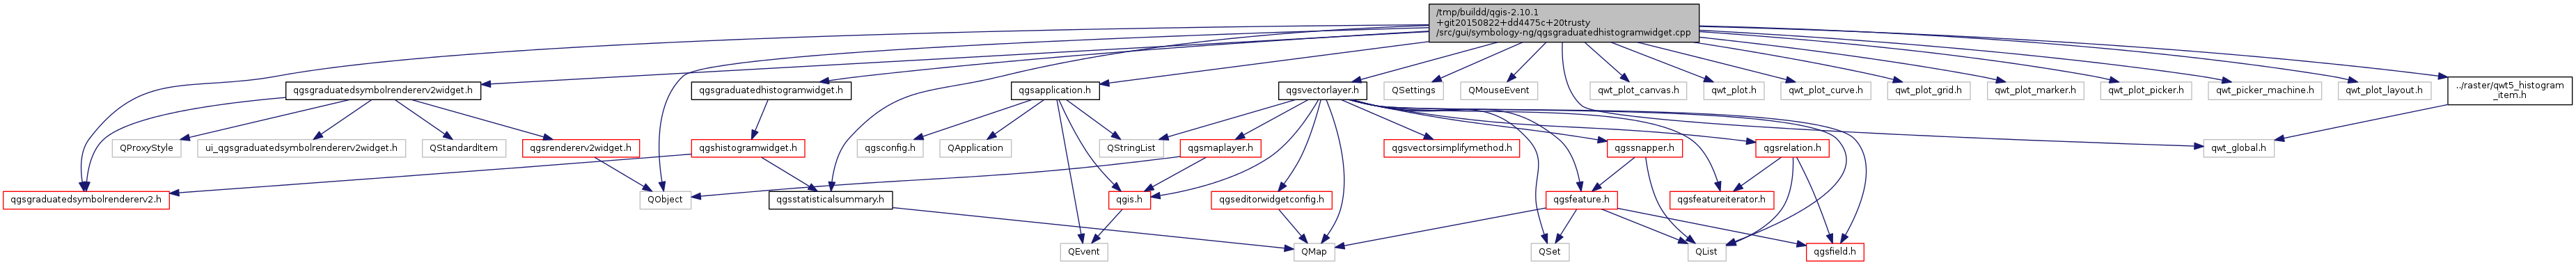 /tmp/buildd/qgis-2.10.1
+git20150822+dd4475c+20trusty
/src/gui/symbology-ng/qgsgraduatedhistogramwidget.cpp
qgsgraduatedsymbolrendererv2widget.h
qgsgraduatedhistogramwidget.h
qgsapplication.h
qgsvectorlayer.h
QSettings
QMouseEvent
qwt_plot_canvas.h
qwt_plot.h
qwt_plot_curve.h
qwt_plot_grid.h
qwt_plot_marker.h
qwt_plot_picker.h
qwt_picker_machine.h
qwt_plot_layout.h
../raster/qwt5_histogram
_item.h
QProxyStyle
ui_qgsgraduatedsymbolrendererv2widget.h
QStandardItem
qgsrendererv2widget.h
qgshistogramwidget.h
qgsconfig.h
QApplication
QStringList
qgsmaplayer.h
qgsvectorsimplifymethod.h
qgssnapper.h
qgsrelation.h
qwt_global.h
qgsgraduatedsymbolrendererv2.h
QObject
qgsstatisticalsummary.h
qgis.h
qgseditorwidgetconfig.h
qgsfeature.h
qgsfeatureiterator.h
QEvent
QMap
QSet
QList
qgsfield.h